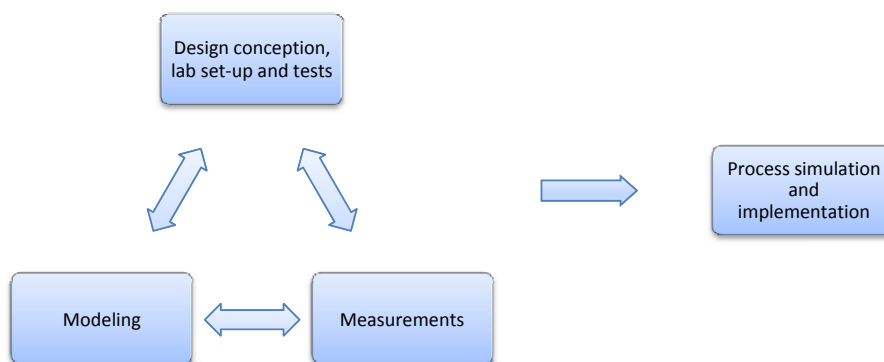 Design conception,
lab set-up and tests
Process simulation
and
implementation
Modeling
Measurements